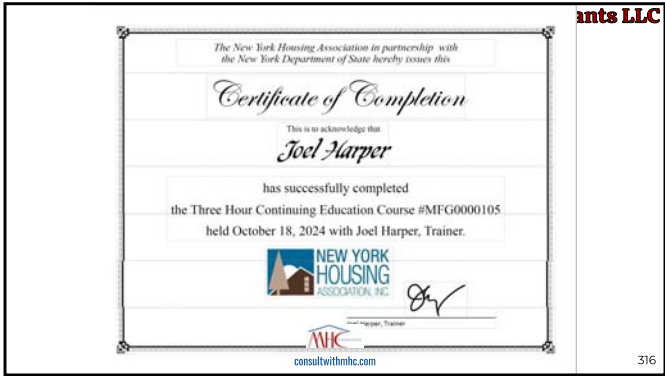 ants LLC
The New York Housing Association in partnership with
the New York Department of State hereby issues this
Certificate of Completion
This is to acknowledge that
Joel Harper
has successfully completed
the Three Hour Continuing Education Course #MFG0000105
held October 18, 2024 with Joel Harper, Trainer.
NEW YORK
HOUSING
ASSOCIATION, INC.
Joel Harper, Trainer
MHC
consultwithmhc.com
316